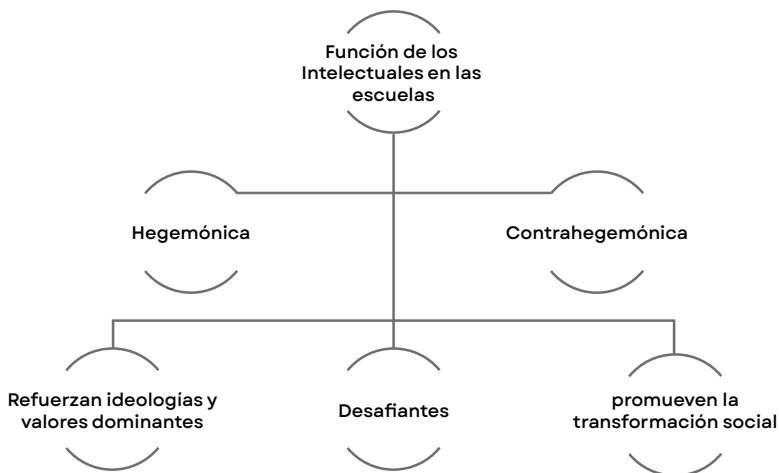 Función de los
Intelectuales en las
escuelas
Hegemónica
Contrahegemónica
Refuerzan ideologías y
valores dominantes
Desafiantes
promueven la
transformación social